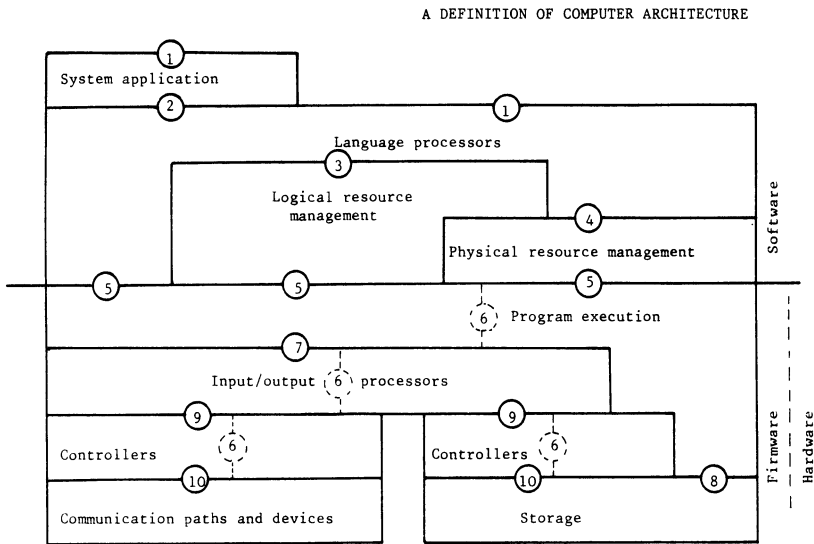 A DEFINITION OF COMPUTER ARCHITECTURE
1
System application
2
1
Language processors
3
Logical resource
management
4
Physical resource management
Software
5
5
5
6
Program execution
7
Input/output
6
processors
9
9
6
6
Controllers
Controllers
10
10
8
Firmware
Hardware
Communication paths and devices
Storage